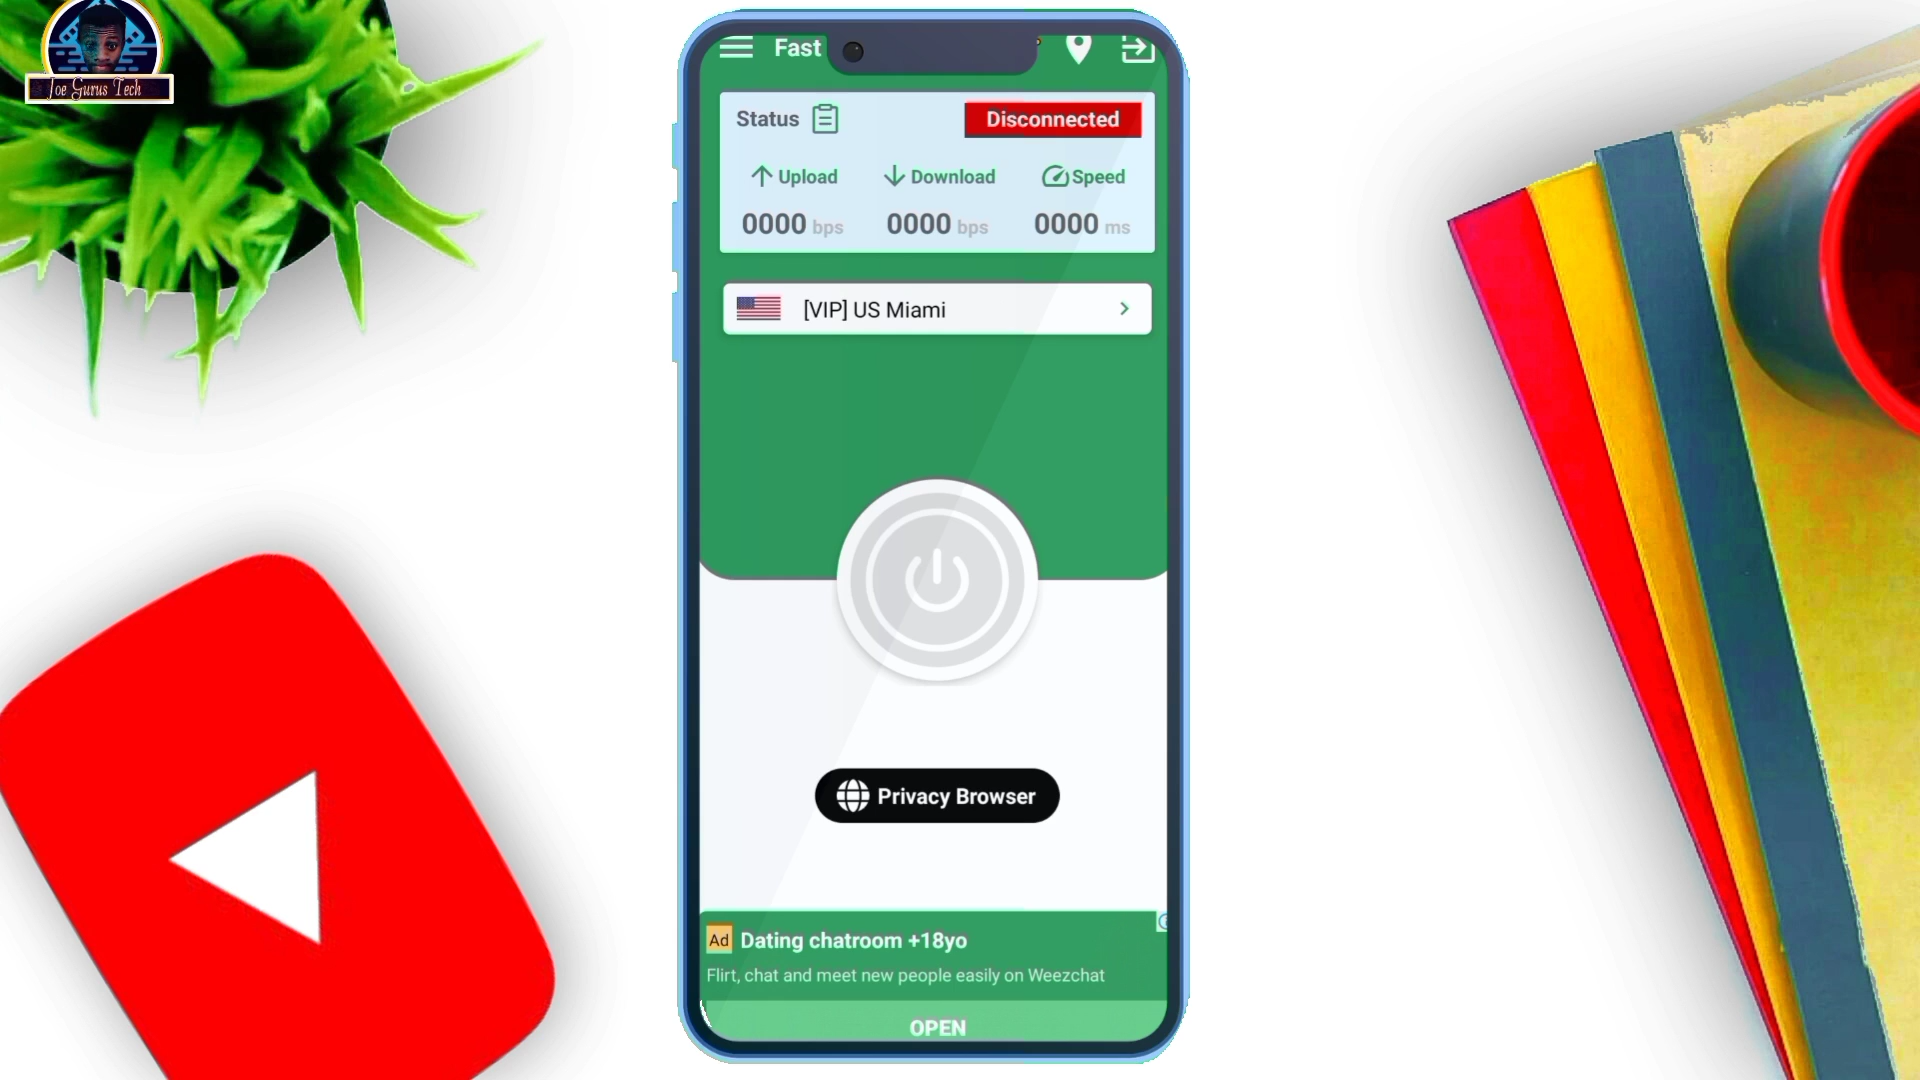 Joe Gurus Tech
Fast
Status
Disconnected
Upload
Download
Speed
0000 bps
0000 bps
0000 ms
[VIP] US Miami
Privacy Browser
Ad
Dating chatroom +18yo
Flirt, chat and meet new people easily on Weezchat
OPEN